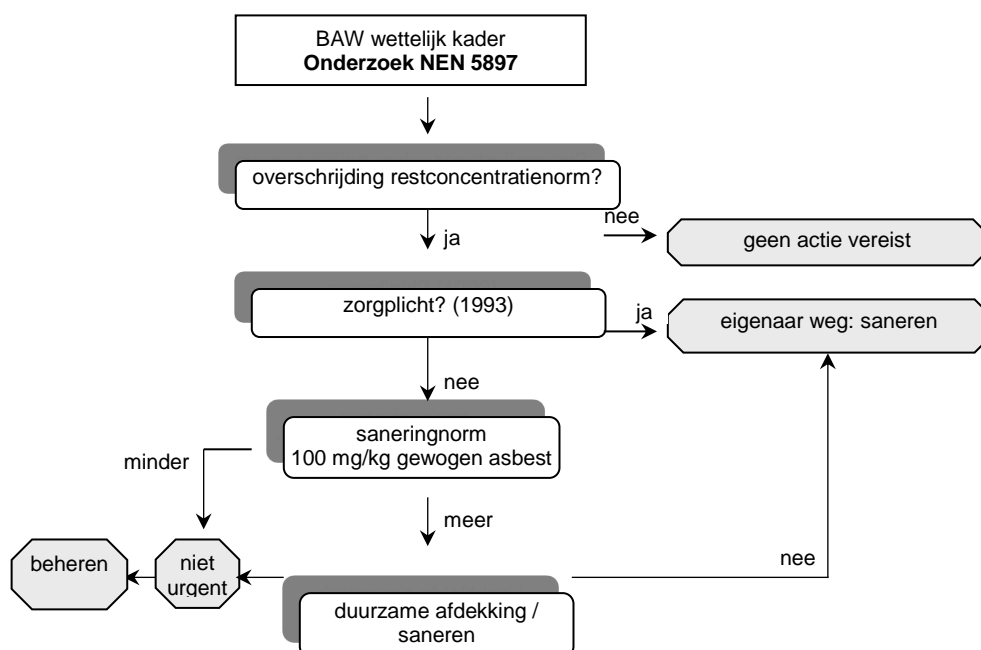 BAW wettelijk kader
Onderzoek NEN 5897
overschrijding restconcentratienorm?
nee
ja
geen actie vereist
zorgplicht? (1993)
ja
eigenaar weg: saneren
nee
saneringnorm
100 mg/kg gewogen asbest
minder
meer
nee
beheren
niet
urgent
duurzame afdekking /
saneren